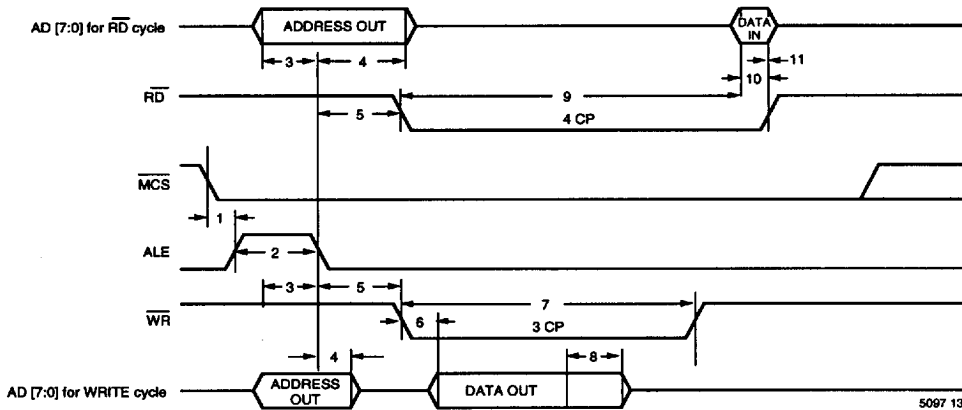 AD [7:0] for RD cycle
ADDRESS OUT
DATA IN
3
4
11
10
RD
9
5
4 CP
MCS
1
ALE
2
3
5
7
WR
6
3 CP
4
8
AD [7:0] for WRITE cycle
ADDRESS OUT
DATA OUT
5097 13